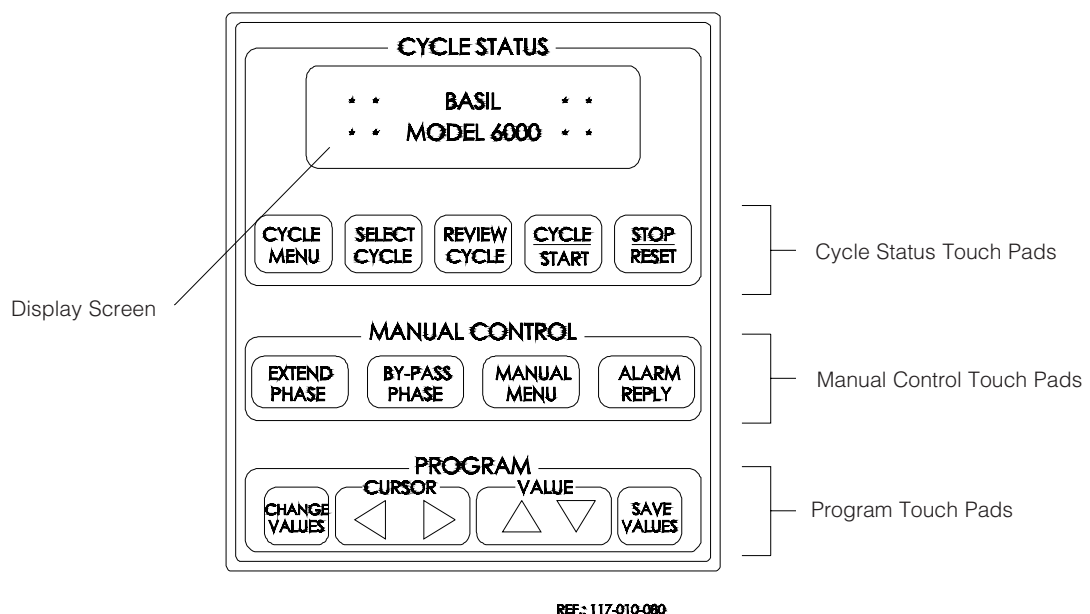 CYCLE STATUS
* * BASIL * *
* * MODEL 6000 * *
CYCLE MENU
SELECT CYCLE
REVIEW CYCLE
CYCLE START
STOP RESET
Cycle Status Touch Pads
Display Screen
MANUAL CONTROL
EXTEND PHASE
BY-PASS PHASE
MANUAL MENU
ALARM REPLY
Manual Control Touch Pads
PROGRAM
CURSOR
VALUE
CHANGE VALUES
SAVE VALUES
Program Touch Pads
REF.: 117-010-080